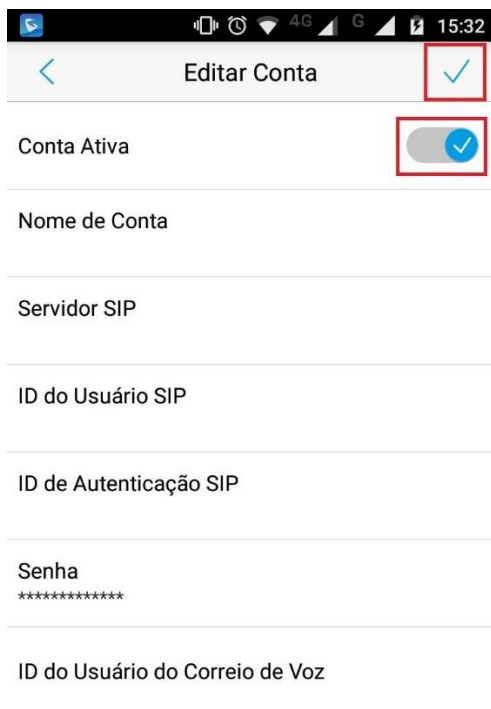 4G G 15:32
Editar Conta
Conta Ativa
Nome de Conta
Servidor SIP
ID do Usuário SIP
ID de Autenticação SIP
Senha
*************
ID do Usuário do Correio de Voz